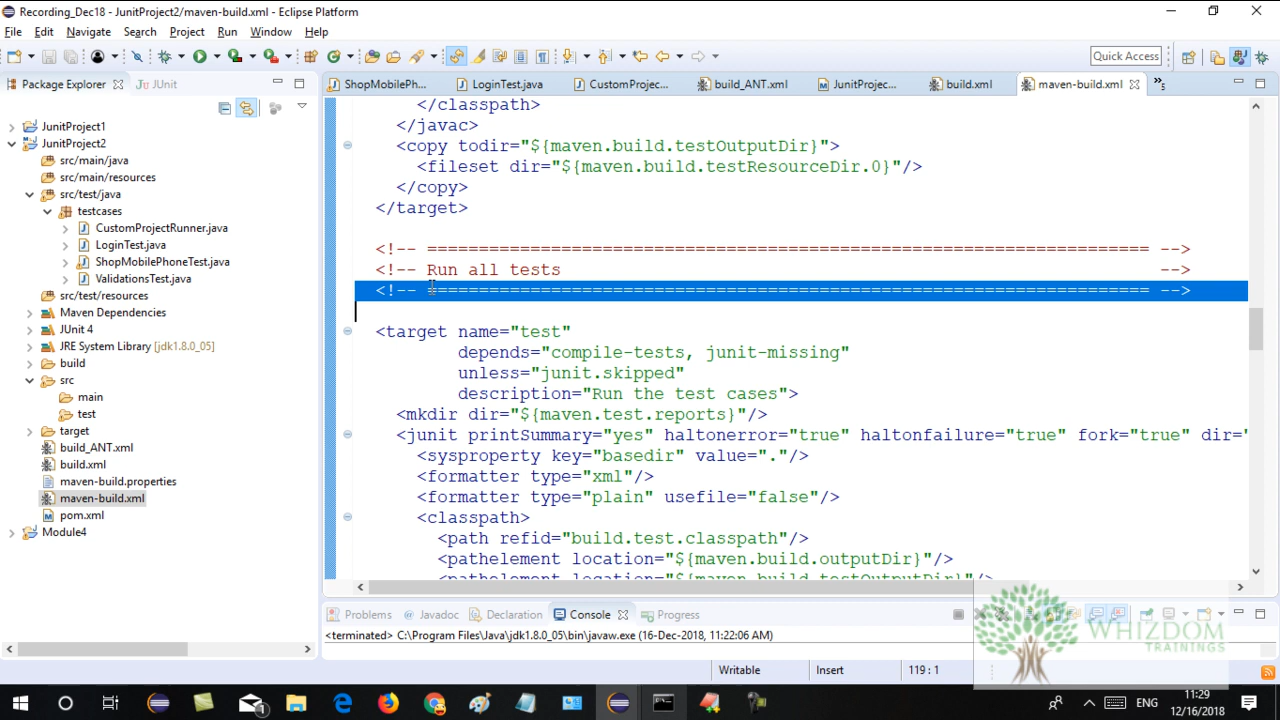 Recording_Dec18 - JunitProject2/maven-build.xml - Eclipse Platform
File Edit Navigate Search Project Run Window Help
Quick Access
Package Explorer JUnit
ShopMobilePh... LoginTest.java CustomProjec... build_ANT.xml JunitProjec... build.xml maven-build.xml »5
JunitProject1
JunitProject2
src/main/java
src/main/resources
src/test/java
testcases
CustomProjectRunner.java
LoginTest.java
ShopMobilePhoneTest.java
ValidationsTest.java
src/test/resources
Maven Dependencies
JUnit 4
JRE System Library [jdk1.8.0_05]
build
src
main
test
target
build_ANT.xml
build.xml
maven-build.properties
maven-build.xml
pom.xml
Module4
</classpath>
</javac>
<copy todir="${maven.build.testOutputDir}">
<fileset dir="${maven.build.testResourceDir.0}"/>
</copy>
</target>
<!-- ====================================================================== -->
<!-- Run all tests -->
<!-- ====================================================================== -->
<target name="test"
depends="compile-tests, junit-missing"
unless="junit.skipped"
description="Run the test cases">
<mkdir dir="${maven.test.reports}"/>
<junit printSummary="yes" haltonerror="true" haltonfailure="true" fork="true" dir="
<sysproperty key="basedir" value="."/>
<formatter type="xml"/>
<formatter type="plain" usefile="false"/>
<classpath>
<path refid="build.test.classpath"/>
<pathelement location="${maven.build.outputDir}"/>
<pathelement location="${maven.build.testOutputDir}"/>
Problems @ Javadoc Declaration Console Progress
<terminated> C:\Program Files\Java\jdk1.8.0_05\bin\javaw.exe (16-Dec-2018, 11:22:06 AM)
WHIZDOM
TRAININGS
Writable Insert 119 : 1
ENG
11:29
12/16/2018